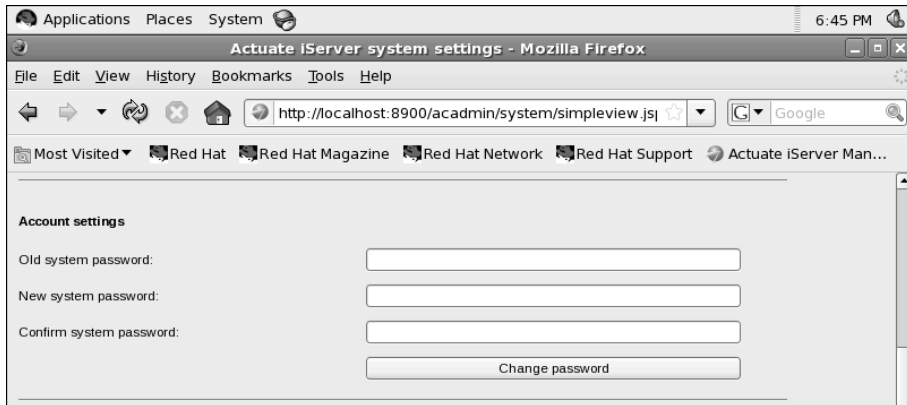 Applications Places System 6:45 PM
Actuate iServer system settings - Mozilla Firefox
File Edit View History Bookmarks Tools Help
http://localhost:8900/acadmin/system/simpleview.jsp G Google
Most Visited Red Hat Red Hat Magazine Red Hat Network Red Hat Support Actuate iServer Man...
Account settings
Old system password:
New system password:
Confirm system password:
Change password